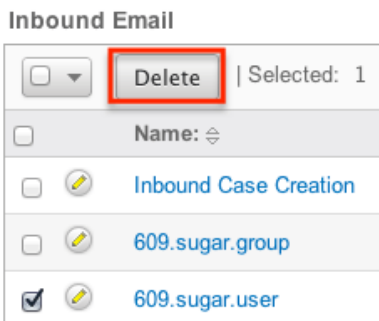 Inbound Email
Delete | Selected: 1
Name:
Inbound Case Creation
609.sugar.group
609.sugar.user